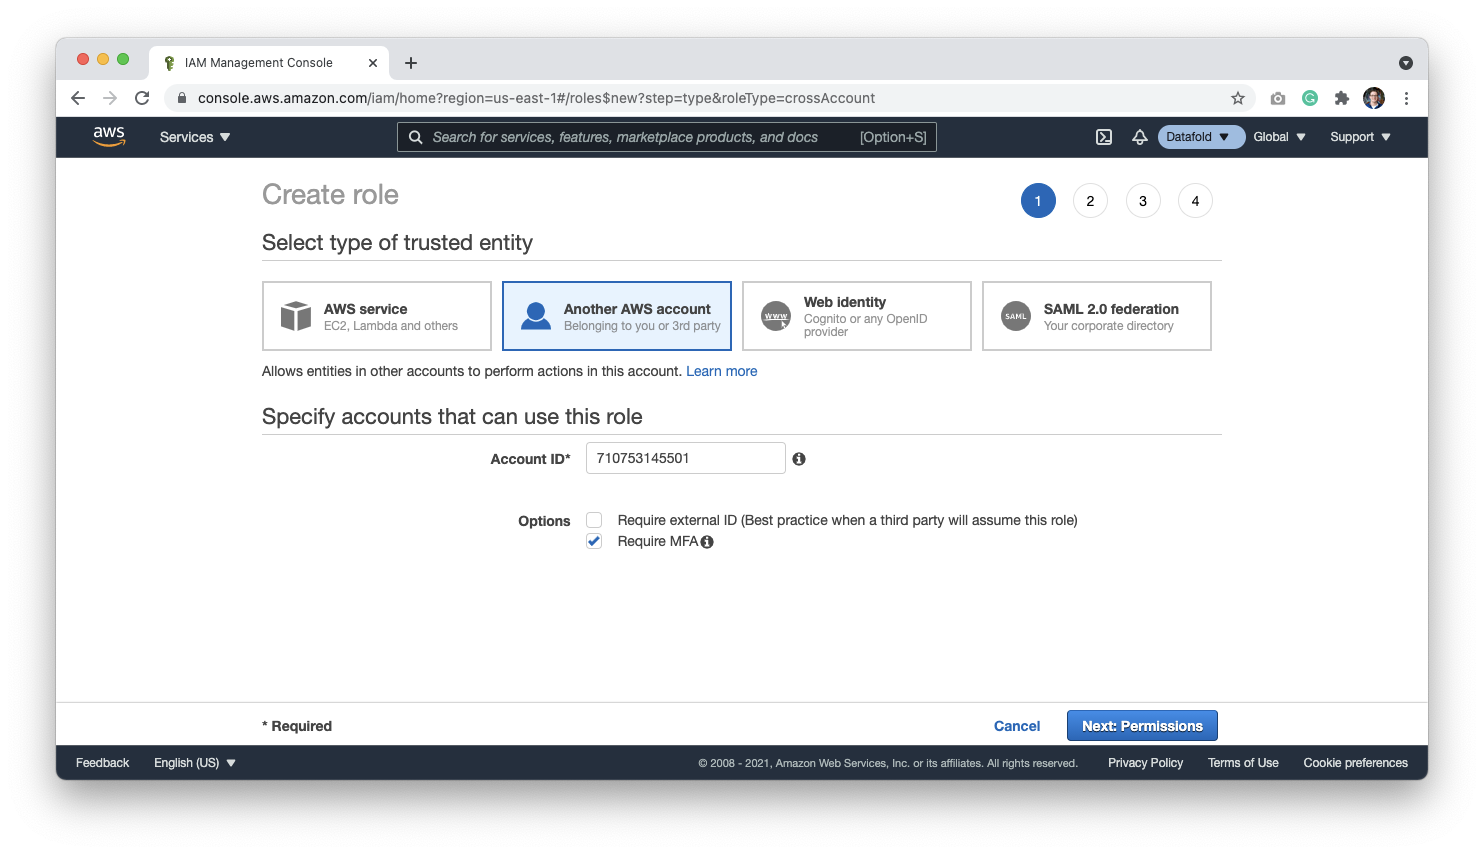 IAM Management Console
console.aws.amazon.com/iam/home?region=us-east-1#/roles$new?step=type&roleType=crossAccount
aws
Services
Search for services, features, marketplace products, and docs [Option+S]
Datafold
Global
Support
Create role
1 2 3 4
Select type of trusted entity
AWS service
EC2, Lambda and others
Another AWS account
Belonging to you or 3rd party
Web identity
Cognito or any OpenID
provider
SAML
SAML 2.0 federation
Your corporate directory
www
Allows entities in other accounts to perform actions in this account. Learn more
Specify accounts that can use this role
Account ID* 710753145501
Options
Require external ID (Best practice when a third party will assume this role)
Require MFA
* Required
Cancel
Next: Permissions
Feedback
English (US)
© 2008 - 2021, Amazon Web Services, Inc. or its affiliates. All rights reserved.
Privacy Policy
Terms of Use
Cookie preferences